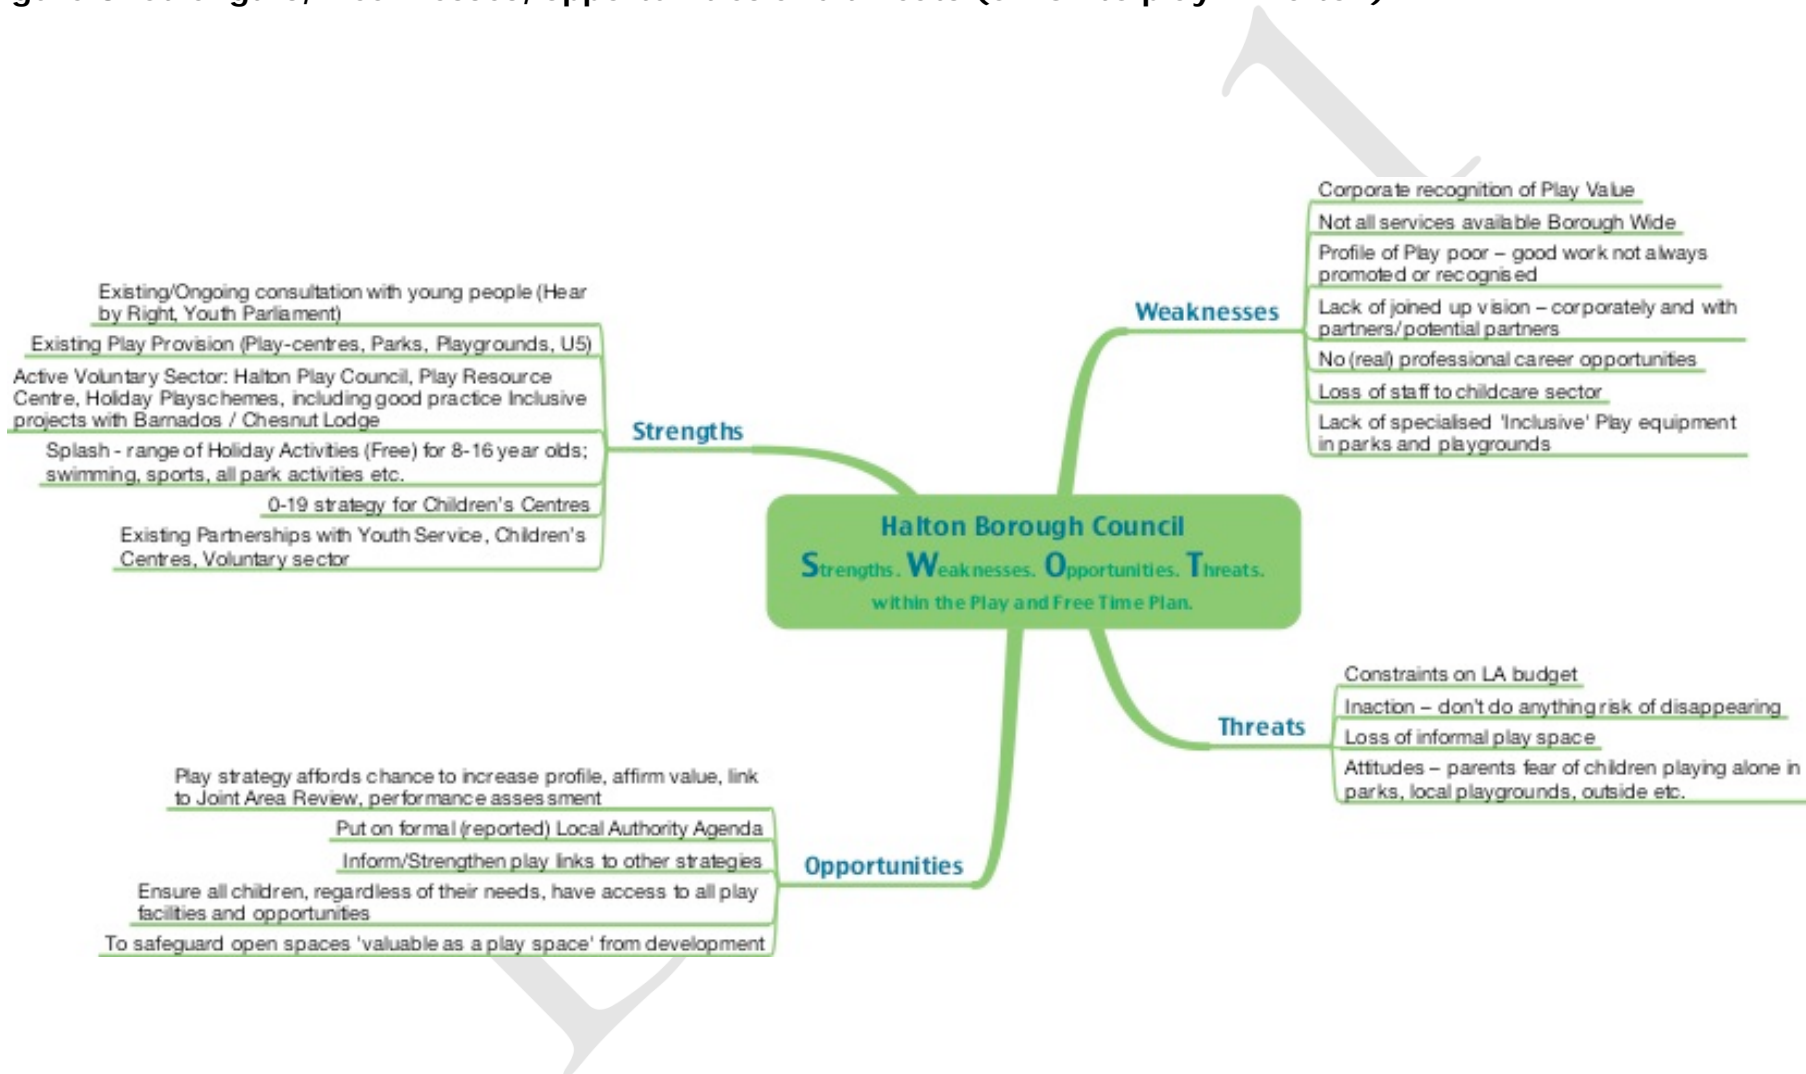 Existing/Ongoing consultation with young people (Hear
by Right, Youth Parliament)
Existing Play Provision (Play-centres, Parks, Playgrounds, U5)
Active Voluntary Sector: Halton Play Council, Play Resource
Centre, Holiday Playschemes, including good practice Inclusive
projects with Barnados / Chesnut Lodge
Splash - range of Holiday Activities (Free) for 8-16 year olds;
swimming, sports, all park activities etc.
0-19 strategy for Children's Centres
Existing Partnerships with Youth Service, Children's
Centres, Voluntary sector
Strengths
Weaknesses
Corporate recognition of Play Value
Not all services available Borough Wide
Profile of Play poor – good work not always
promoted or recognised
Lack of joined up vision – corporately and with
partners/potential partners
No (real) professional career opportunities
Loss of staff to childcare sector
Lack of specialised 'Inclusive' Play equipment
in parks and playgrounds
Halton Borough Council
Strengths. Weaknesses. Opportunities. Threats.
within the Play and Free Time Plan.
Threats
Constraints on LA budget
Inaction – don't do anything risk of disappearing
Loss of informal play space
Attitudes – parents fear of children playing alone in
parks, local playgrounds, outside etc.
Play strategy affords chance to increase profile, affirm value, link
to Joint Area Review, performance assessment
Put on formal (reported) Local Authority Agenda
Inform/Strengthen play links to other strategies
Ensure all children, regardless of their needs, have access to all play
facilities and opportunities
To safeguard open spaces 'valuable as a play space' from development
Opportunities